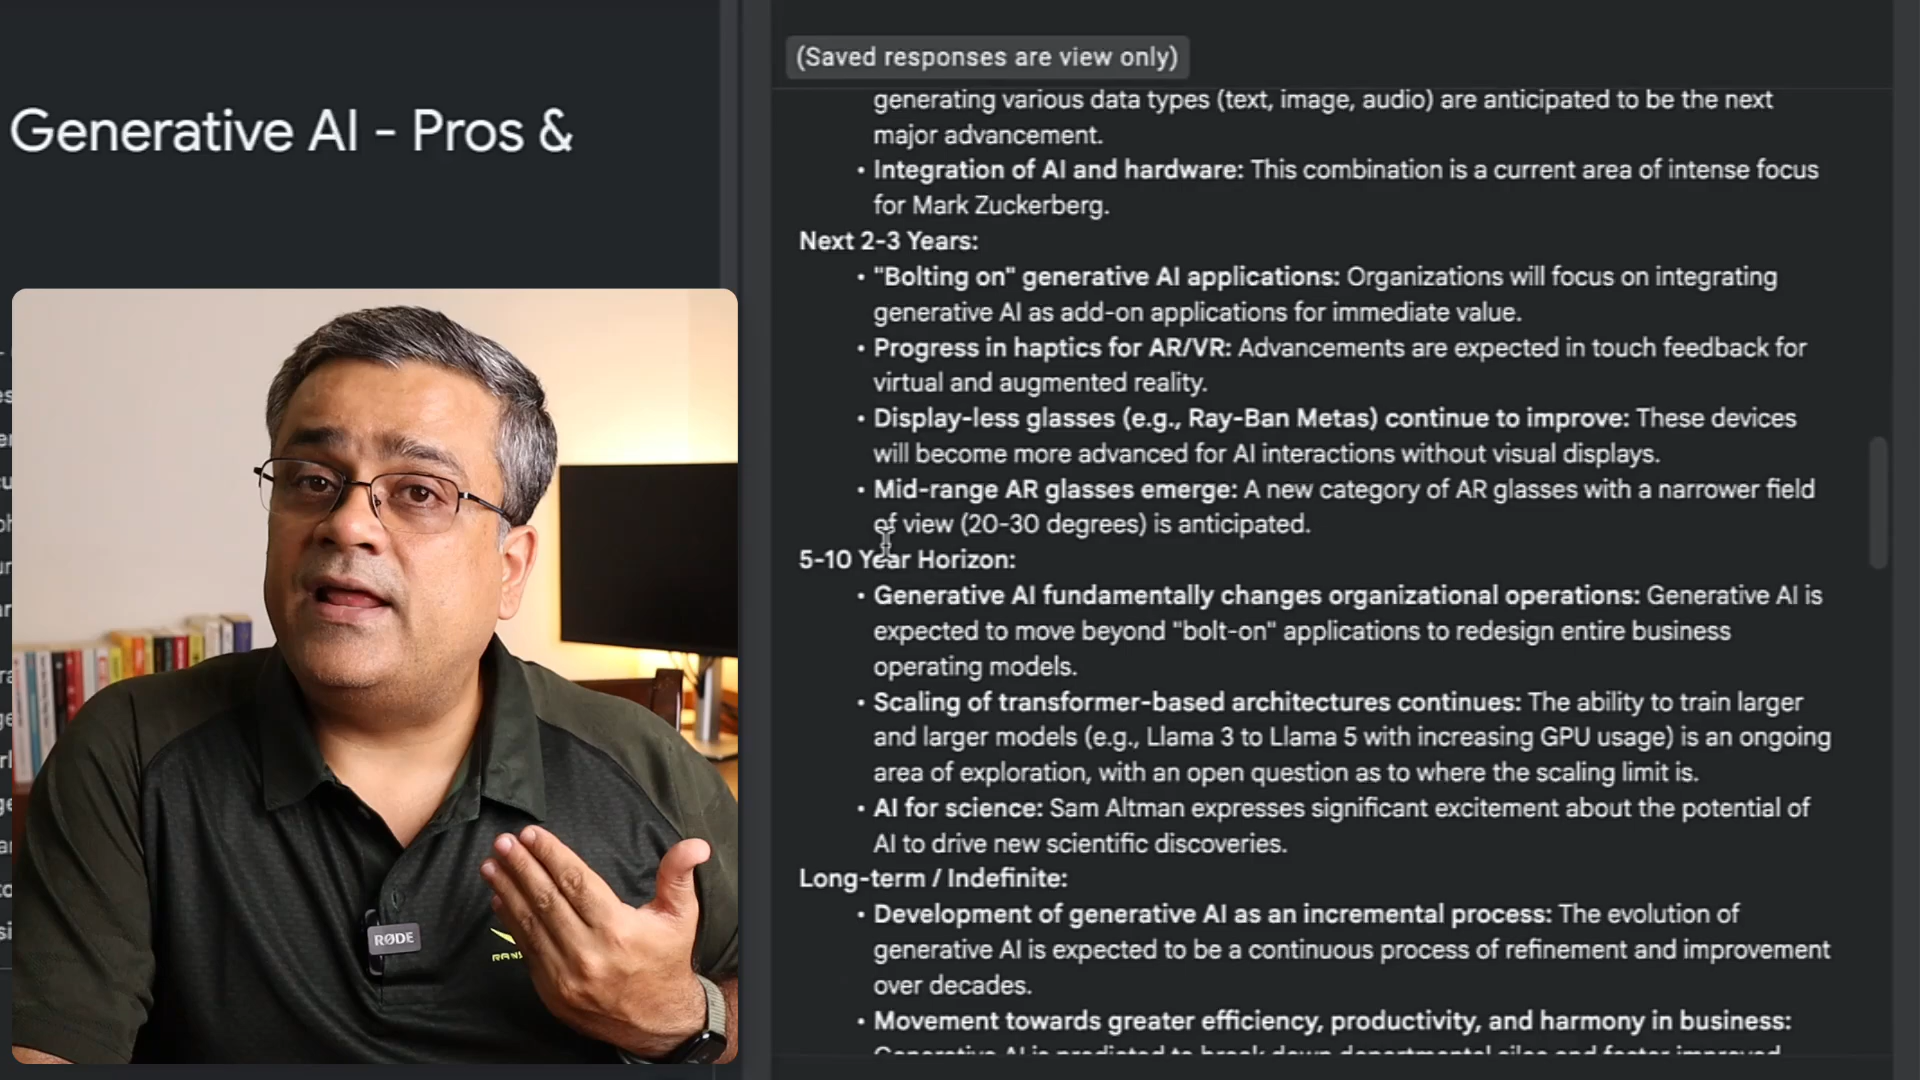 Generative AI - Pros &
(Saved responses are view only)
generating various data types (text, image, audio) are anticipated to be the next
major advancement.
• Integration of AI and hardware: This combination is a current area of intense focus
for Mark Zuckerberg.
Next 2-3 Years:
• "Bolting on" generative AI applications: Organizations will focus on integrating
generative AI as add-on applications for immediate value.
• Progress in haptics for AR/VR: Advancements are expected in touch feedback for
virtual and augmented reality.
• Display-less glasses (e.g., Ray-Ban Metas) continue to improve: These devices
will become more advanced for AI interactions without visual displays.
• Mid-range AR glasses emerge: A new category of AR glasses with a narrower field
of view (20-30 degrees) is anticipated.
5-10 Year Horizon:
• Generative AI fundamentally changes organizational operations: Generative AI is
expected to move beyond "bolt-on" applications to redesign entire business
operating models.
• Scaling of transformer-based architectures continues: The ability to train larger
and larger models (e.g., Llama 3 to Llama 5 with increasing GPU usage) is an ongoing
area of exploration, with an open question as to where the scaling limit is.
• AI for science: Sam Altman expresses significant excitement about the potential of
AI to drive new scientific discoveries.
Long-term / Indefinite:
• Development of generative AI as an incremental process: The evolution of
generative AI is expected to be a continuous process of refinement and improvement
over decades.
• Movement towards greater efficiency, productivity, and harmony in business:
Generative AI is predicted to break down departmental silos and foster improved
RØDE